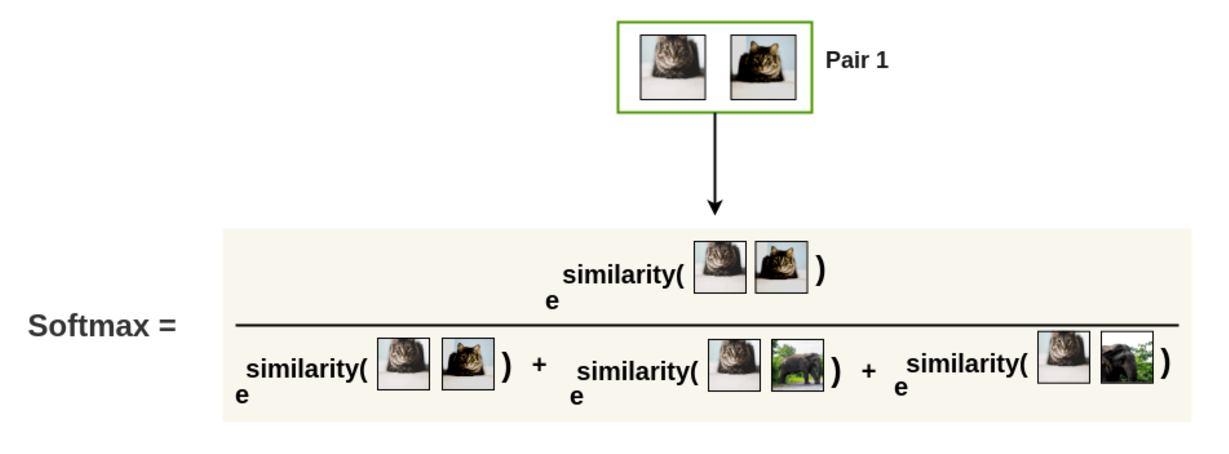 Pair 1
similarity( )
e
Softmax =
similarity( ) + similarity( ) + similarity( )
e e e